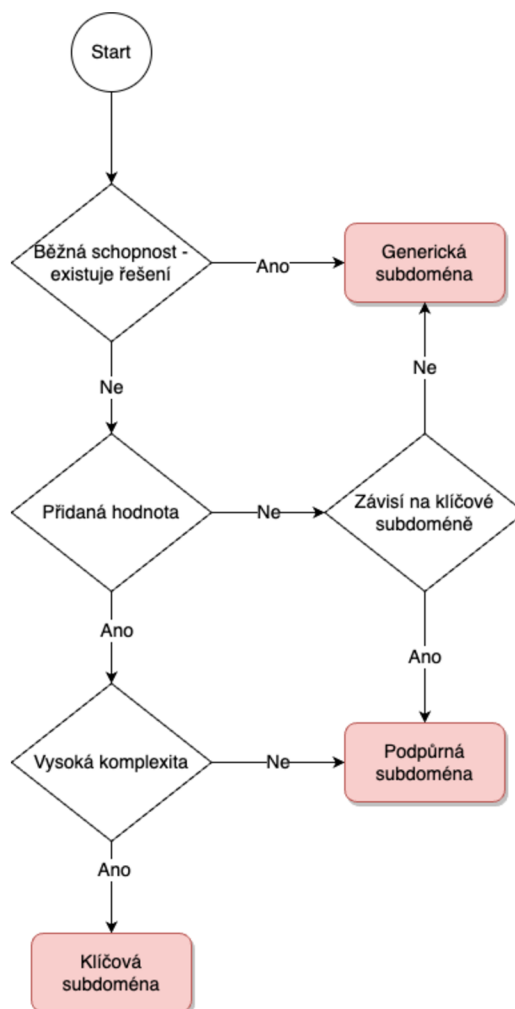 Start
Běžná schopnost -
existuje řešení
Ano
Generická
subdoména
Ne
Ne
Přidaná hodnota
Ne
Závisí na klíčové
subdoméně
Ano
Ano
Vysoká komplexita
Ne
Podpůrná
subdoména
Ano
Klíčová
subdoména